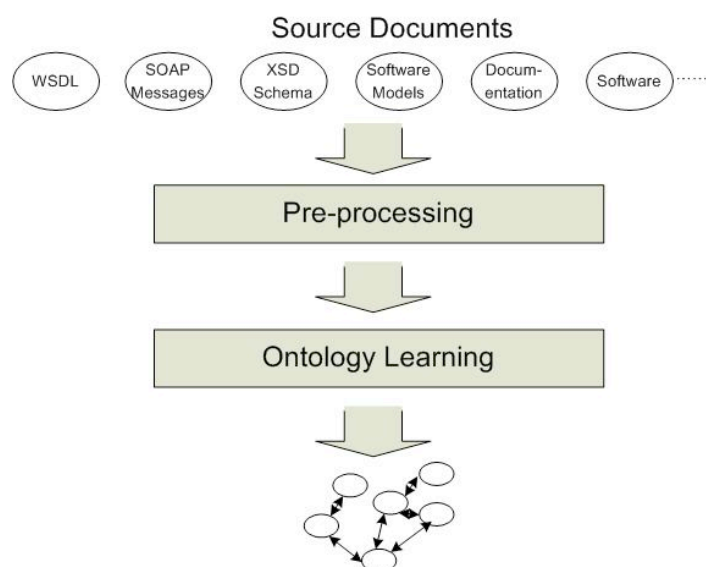 Source Documents
WSDL
SOAP
Messages
XSD
Schema
Software
Models
Docum-
entation
Software
Pre-processing
Ontology Learning